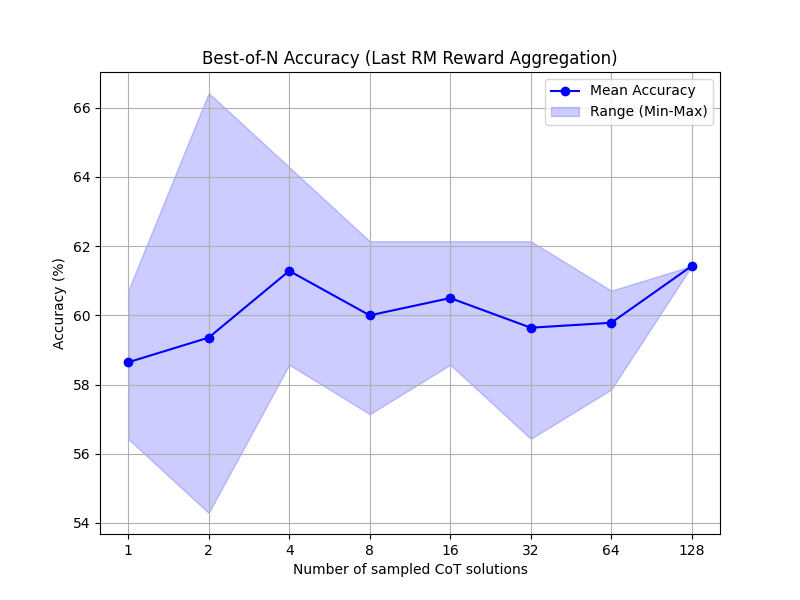 Best-of-N Accuracy (Last RM Reward Aggregation)
Mean Accuracy
Range (Min-Max)
Accuracy (%)
66
64
62
60
58
56
54
1 2 4 8 16 32 64 128
Number of sampled CoT solutions